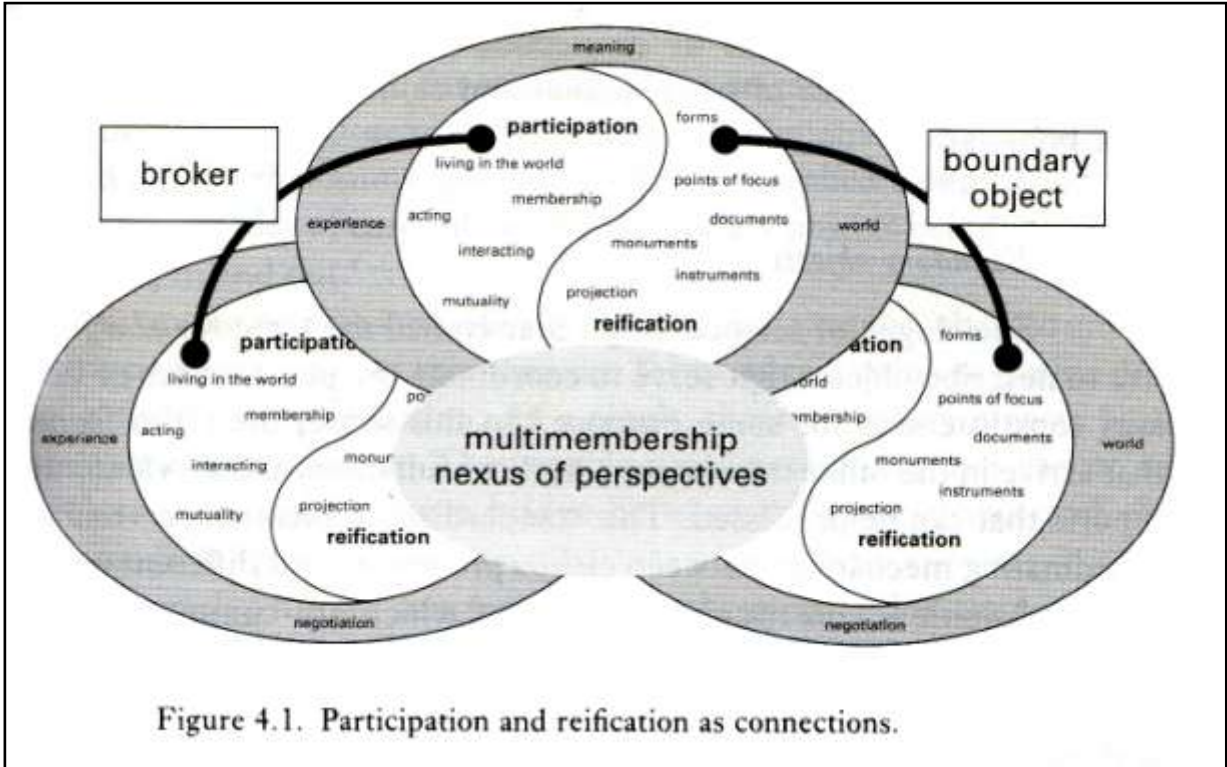 meaning
participation
forms
broker
boundary
object
living in the world
points of focus
membership
experience
acting
documents
world
interacting
monuments
instruments
mutuality
projection
reification
participatio
living in the world
membership
experience
acting
interacting
mutuality
po
monur
projection
reification
negotiation
multimembership
nexus of perspectives
ation
forms
world
points of focus
embership
documents
world
monuments
instruments
projection
reification
negotiation
Figure 4.1. Participation and reification as connections.